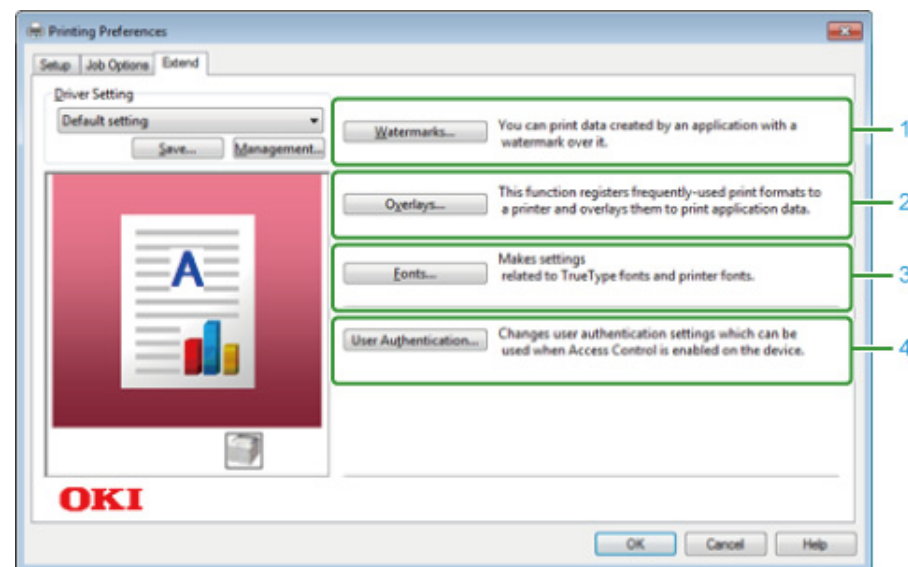 Printing Preferences
Setup Job Options Extend
Driver Setting
Default setting
Save... Management...
Watermarks...
You can print data created by an application with a
watermark over it.
1
Overlays...
This function registers frequently-used print formats to
a printer and overlays them to print application data.
2
Fonts...
Makes settings
related to TrueType fonts and printer fonts.
3
User Authentication...
Changes user authentication settings which can be
used when Access Control is enabled on the device.
4
A
OKI
OK Cancel Help